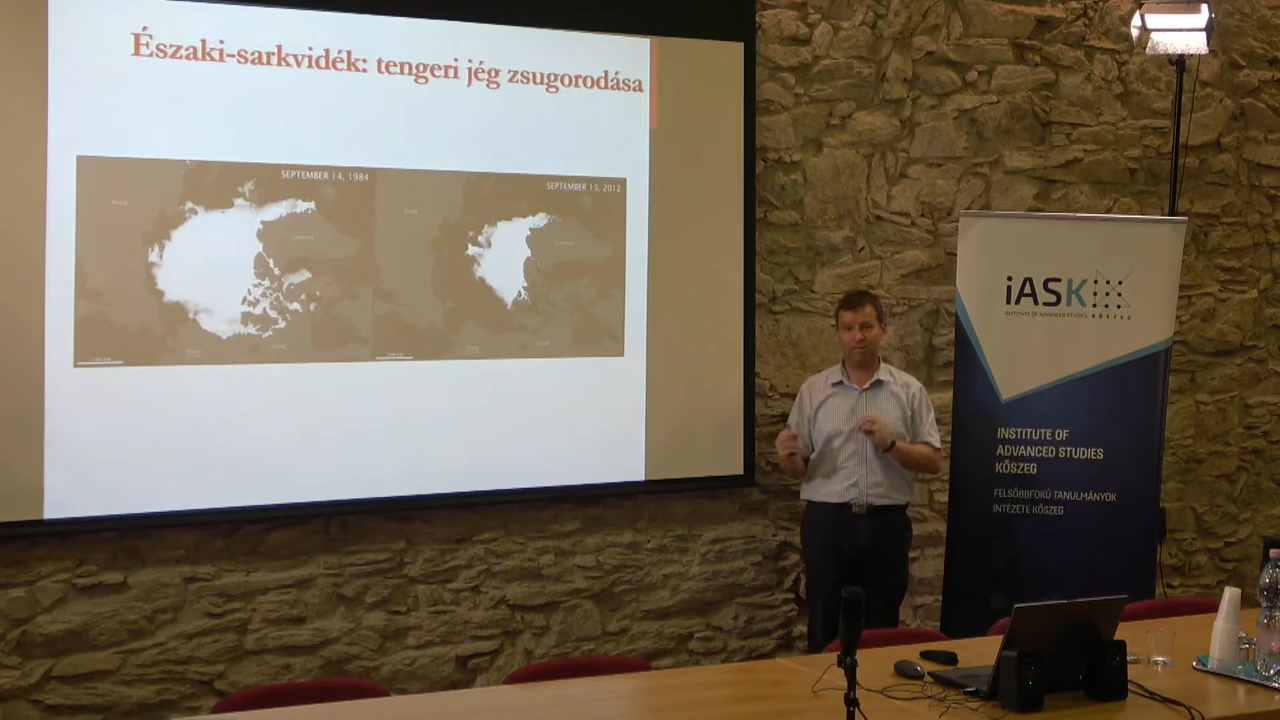 Északi-sarkvidék: tengeri jég zsugorodása
SEPTEMBER 14, 1984
SEPTEMBER 13, 2012
iASK
INSTITUTE OF ADVANCED STUDIES, KŐSZEG
INSTITUTE OF
ADVANCED STUDIES
KŐSZEG
FELSŐBBFOKÚ TANULMÁNYOK
INTÉZETE KŐSZEG